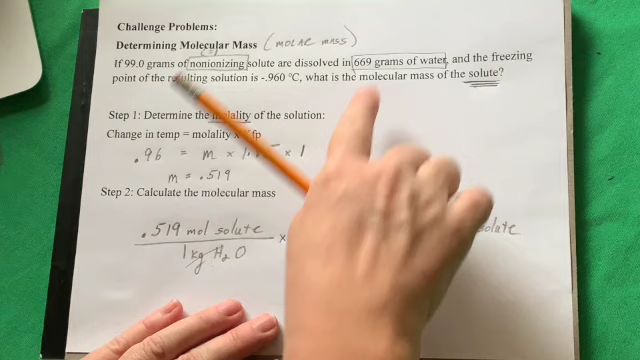 Challenge Problems:
Determining Molecular Mass (MOLAR MASS)
If 99.0 grams of nonionizing solute are dissolved in 669 grams of water, and the freezing
point of the resulting solution is -.960 °C, what is the molecular mass of the solute?
Step 1: Determine the molality of the solution:
Change in temp = molality x fp
.96 = m x 1. x 1
m = .519
Step 2: Calculate the molecular mass
.519 mol solute x
1 kg H2O